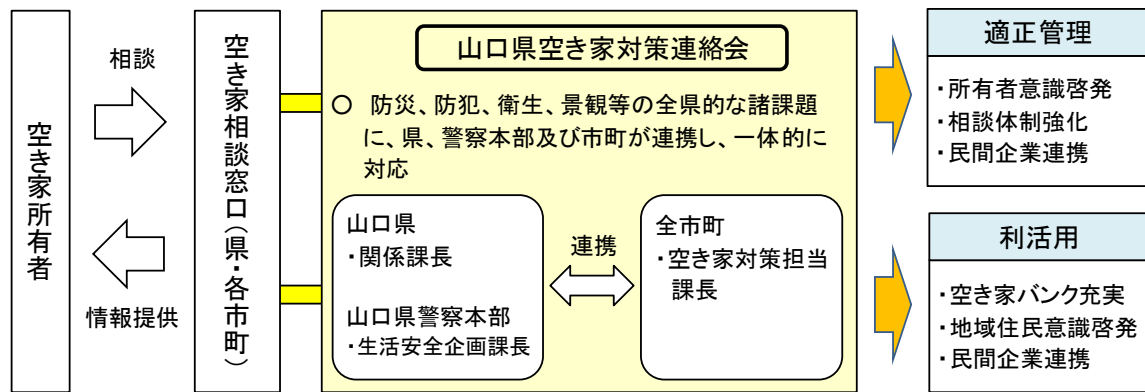 空き家所有者
相談
情報提供
空き家相談窓口(県・各市町)
山口県空き家対策連絡会
○ 防災、防犯、衛生、景観等の全県的な諸課題
に、県、警察本部及び市町が連携し、一体的に
対応
山口県
・関係課長
山口県警察本部
・生活安全企画課長
連携
全市町
・空き家対策担当
課長
適正管理
・所有者意識啓発
・相談体制強化
・民間企業連携
利活用
・空き家バンク充実
・地域住民意識啓発
・民間企業連携